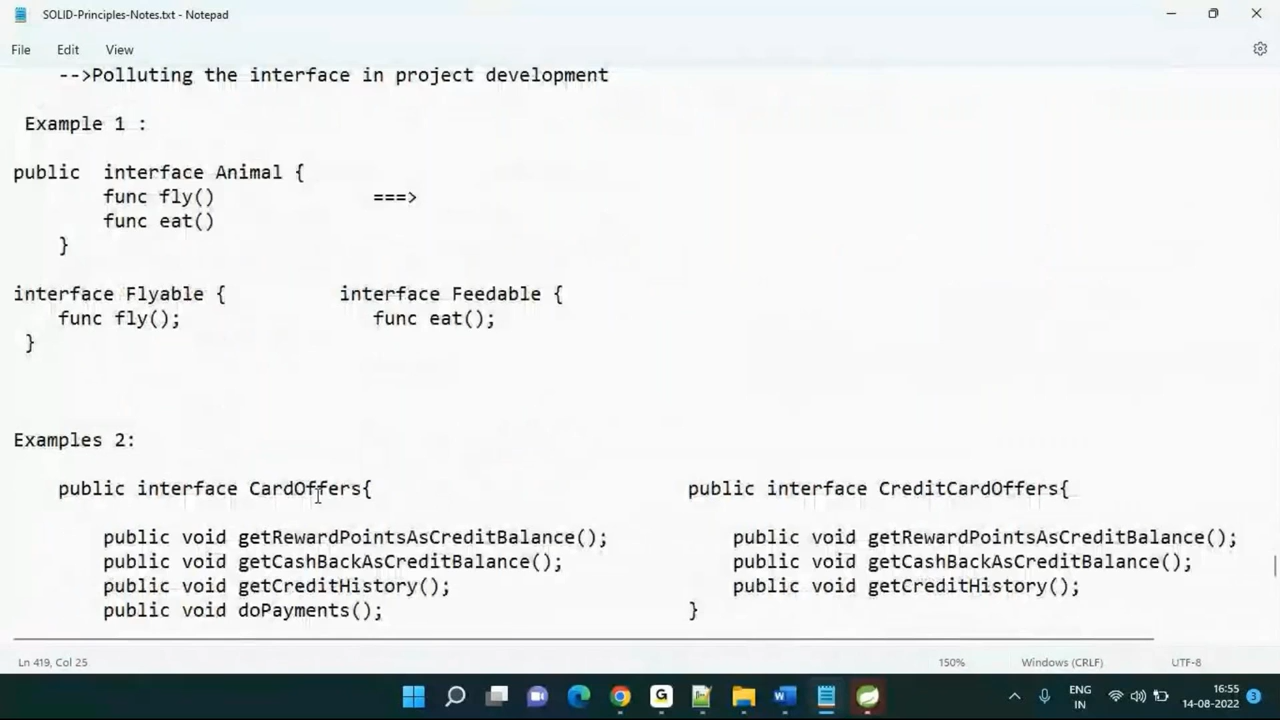 SOLID-Principles-Notes.txt - Notepad
File Edit View
-->Polluting the interface in project development
Example 1 :
public  interface Animal {
func fly() ===>
func eat()
}
interface Flyable { interface Feedable {
func fly(); func eat();
}
Examples 2:
public interface CardOffers{ public interface CreditCardOffers{
public void getRewardPointsAsCreditBalance(); public void getRewardPointsAsCreditBalance();
public void getCashBackAsCreditBalance(); public void getCashBackAsCreditBalance();
public void getCreditHistory(); public void getCreditHistory();
public void doPayments(); }
Ln 419, Col 25 150% Windows (CRLF) UTF-8
ENG 16:55
IN 14-08-2022 3